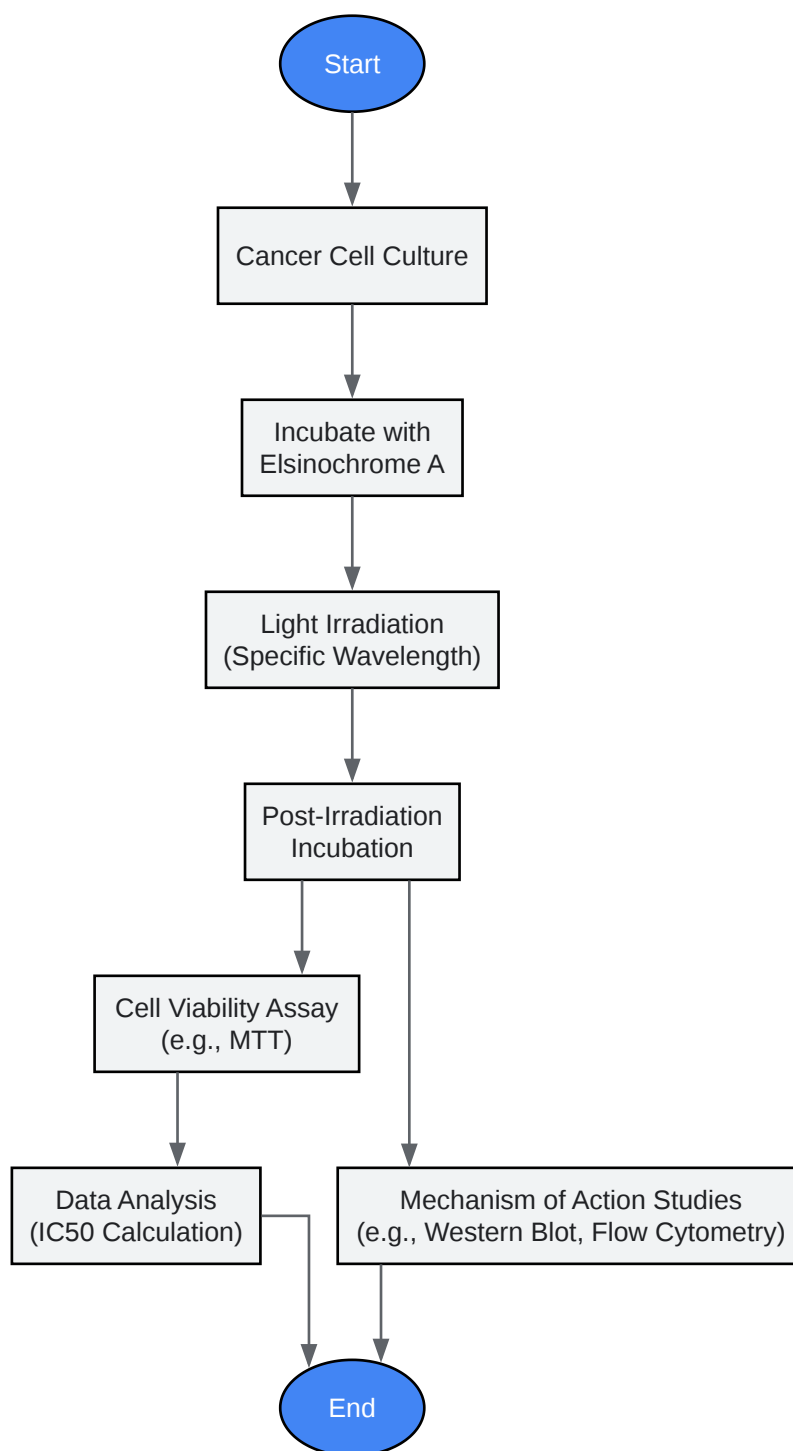 Start
Cancer Cell Culture
Incubate with
Elsinochrome A
Light Irradiation
(Specific Wavelength)
Post-Irradiation
Incubation
Cell Viability Assay
(e.g., MTT)
Data Analysis
(IC50 Calculation)
Mechanism of Action Studies
(e.g., Western Blot, Flow Cytometry)
End